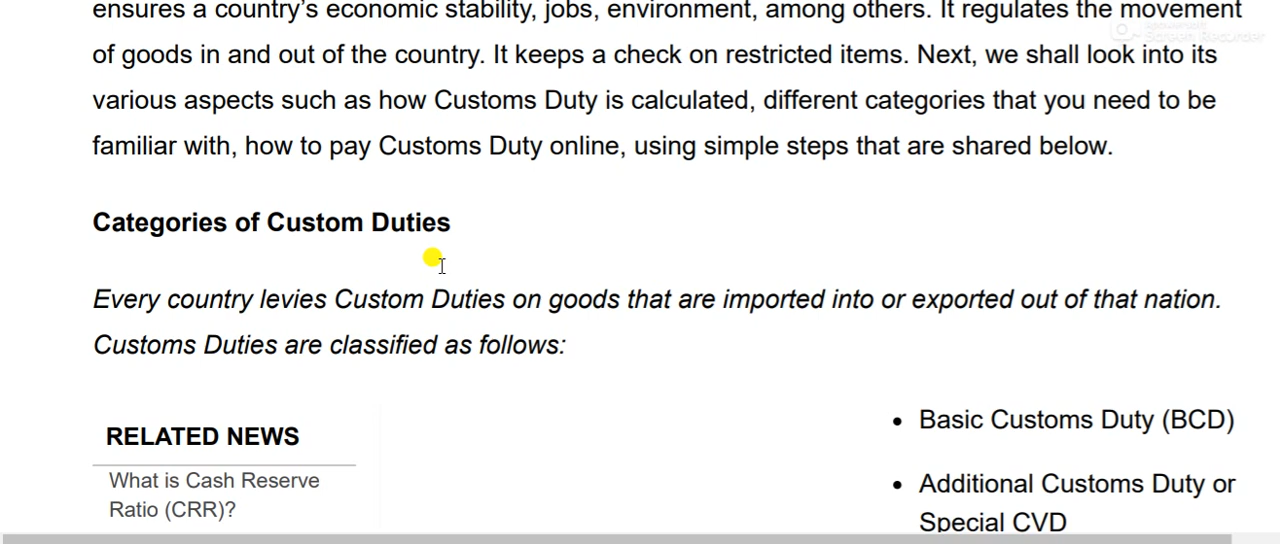 ensures a country's economic stability, jobs, environment, among others. It regulates the movement
of goods in and out of the country. It keeps a check on restricted items. Next, we shall look into its
various aspects such as how Customs Duty is calculated, different categories that you need to be
familiar with, how to pay Customs Duty online, using simple steps that are shared below.
Categories of Custom Duties
Every country levies Custom Duties on goods that are imported into or exported out of that nation.
Customs Duties are classified as follows:
RELATED NEWS
What is Cash Reserve
Ratio (CRR)?
• Basic Customs Duty (BCD)
• Additional Customs Duty or
Special CVD
Screen Recorder